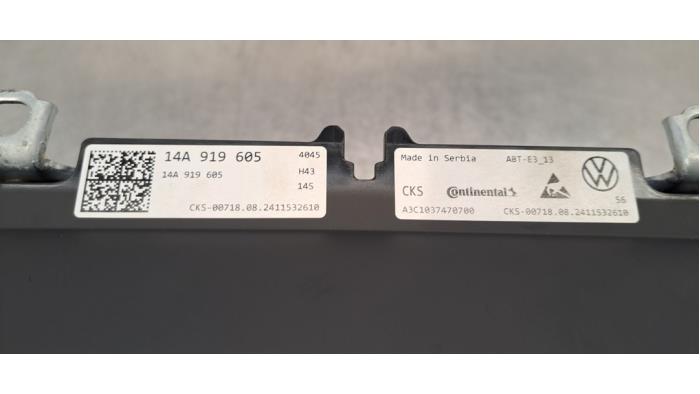 14A 919 605 4045
14A 919 605 H43
14S
CKS-00718.08.2411532610
Made in Serbia ABT-E3_13
CKS Continental
56
A3C1037470700 CKS-00718.08.2411532610